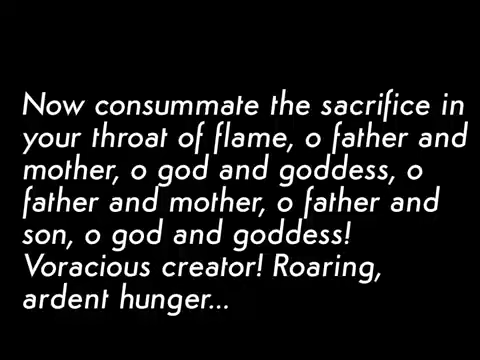 Now consummate the sacrifice in
your throat of flame, o father and
mother, o god and goddess, o
father and mother, o father and
son, o god and goddess!
Voracious creator! Roaring,
ardent hunger...